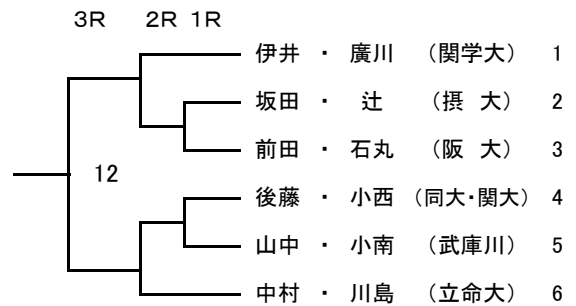 3R 2R 1R
伊井 ・ 廣川 （関学大） 1
坂田 ・ 辻 （摂 大） 2
前田 ・ 石丸 （阪 大） 3
12
後藤 ・ 小西 （同大・関大） 4
山中 ・ 小南 （武庫川） 5
中村 ・ 川島 （立命大） 6